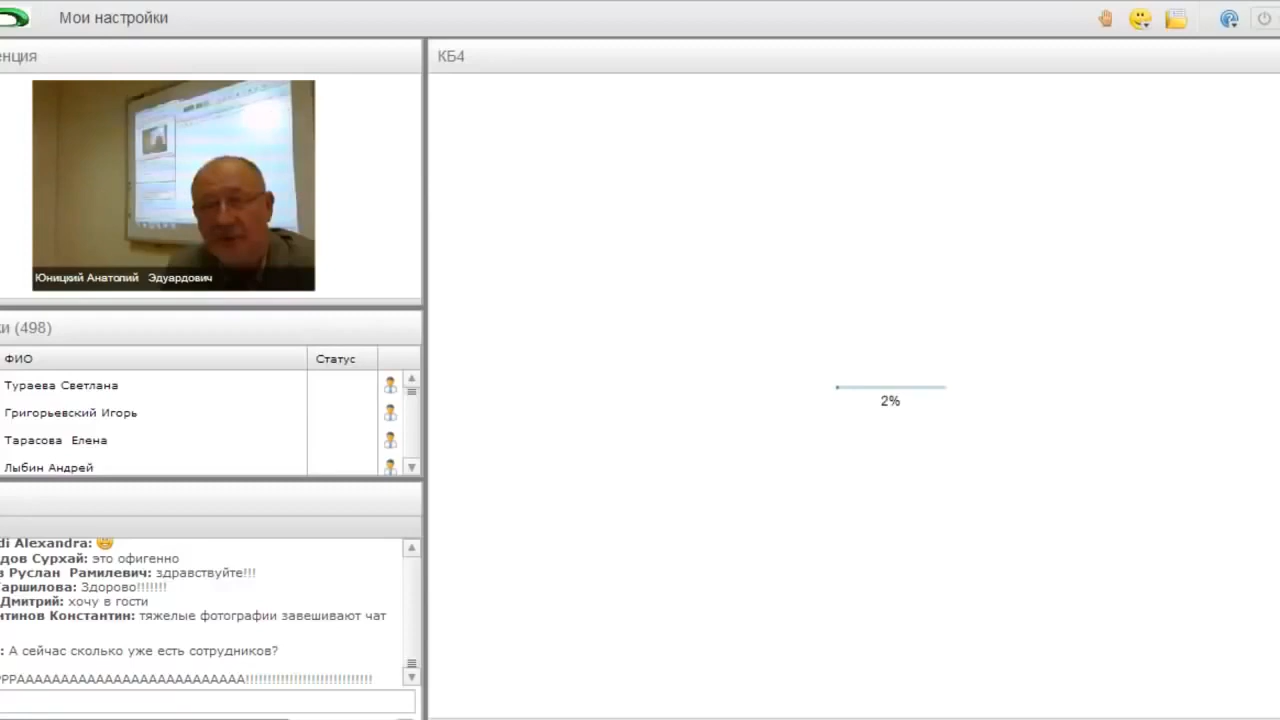 Мои настройки
енция
КБ4
Юницкий Анатолий Эдуардович
ки (498)
ФИО Статус
Тураева Светлана
Григорьевский Игорь
Тарасова Елена
Лыбин Андрей
2%
di Alexandra:
дов Сурхай: это офигенно
в Руслан Рамилевич: здравствуйте!!!
аршилова: Здорово!!!!!!!
Дмитрий: хочу в гости
нтинов Константин: тяжелые фотографии завешивают чат
: А сейчас сколько уже есть сотрудников?